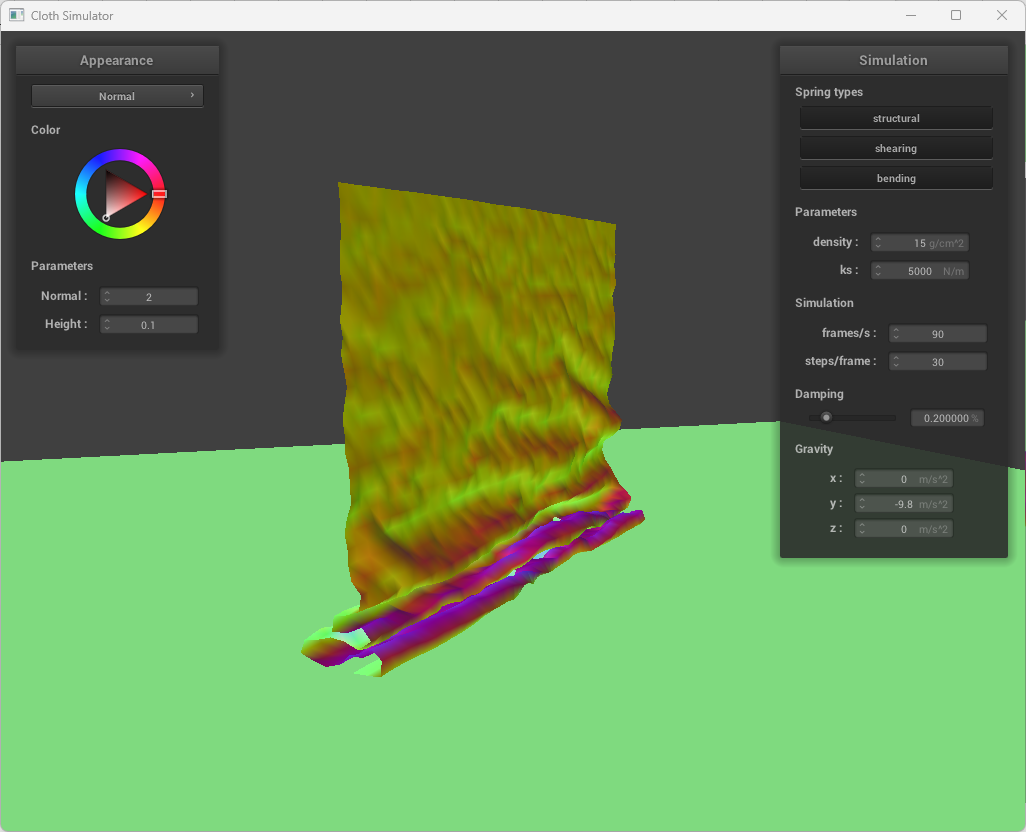 Cloth Simulator
Appearance
Normal
Color
Parameters
Normal : 2
Height : 0.1
Simulation
Spring types
structural
shearing
bending
Parameters
density : 15 g/cm^2
ks : 5000 N/m
Simulation
frames/s : 90
steps/frame : 30
Damping
0.200000 %
Gravity
x : 0 m/s^2
y : -9.8 m/s^2
z : 0 m/s^2